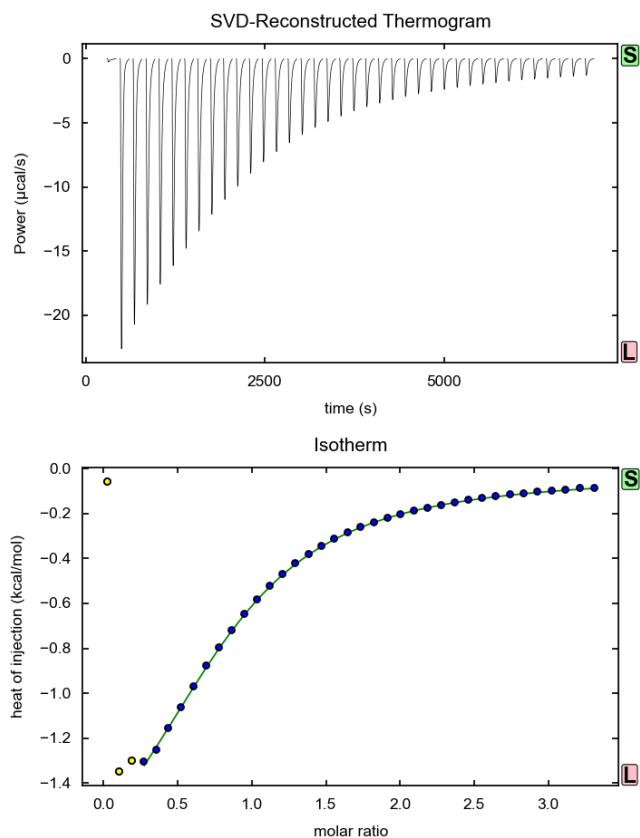 SVD-Reconstructed Thermogram
0
−5
−10
−15
−20
Power (µcal/s)
S
L
0 2500 5000
time (s)
Isotherm
0.0
−0.2
−0.4
−0.6
−0.8
−1.0
−1.2
−1.4
heat of injection (kcal/mol)
S
L
0.0 0.5 1.0 1.5 2.0 2.5 3.0
molar ratio